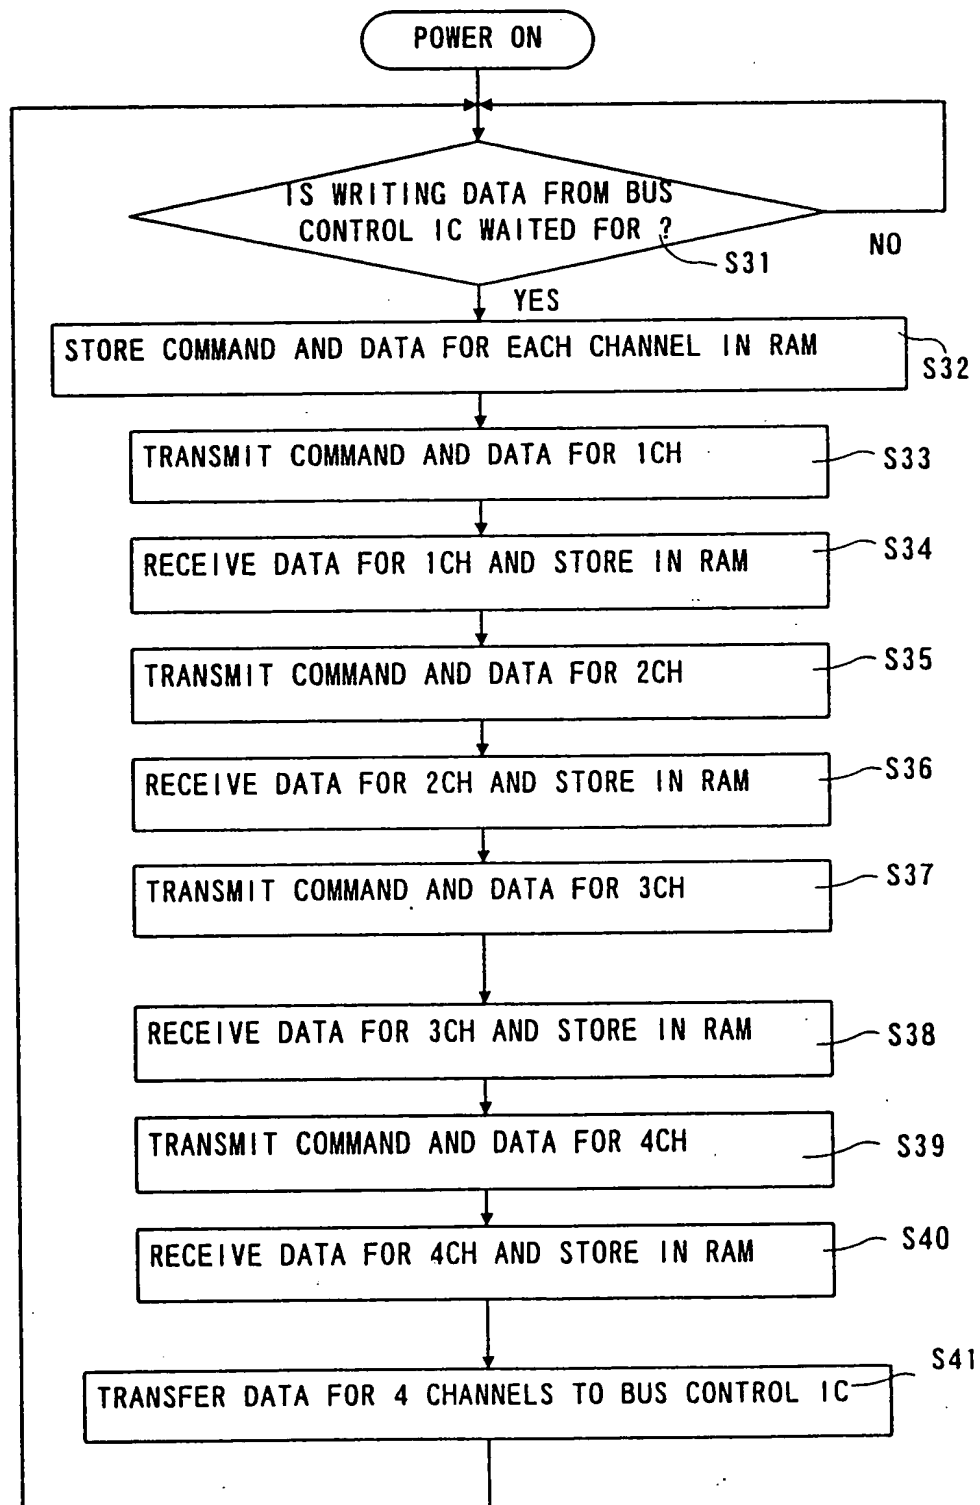 POWER ON
IS WRITING DATA FROM BUS
CONTROL IC WAITED FOR ?
S31
NO
YES
STORE COMMAND AND DATA FOR EACH CHANNEL IN RAM
S32
TRANSMIT COMMAND AND DATA FOR 1CH
S33
RECEIVE DATA FOR 1CH AND STORE IN RAM
S34
TRANSMIT COMMAND AND DATA FOR 2CH
S35
RECEIVE DATA FOR 2CH AND STORE IN RAM
S36
TRANSMIT COMMAND AND DATA FOR 3CH
S37
RECEIVE DATA FOR 3CH AND STORE IN RAM
S38
TRANSMIT COMMAND AND DATA FOR 4CH
S39
RECEIVE DATA FOR 4CH AND STORE IN RAM
S40
TRANSFER DATA FOR 4 CHANNELS TO BUS CONTROL IC
S41